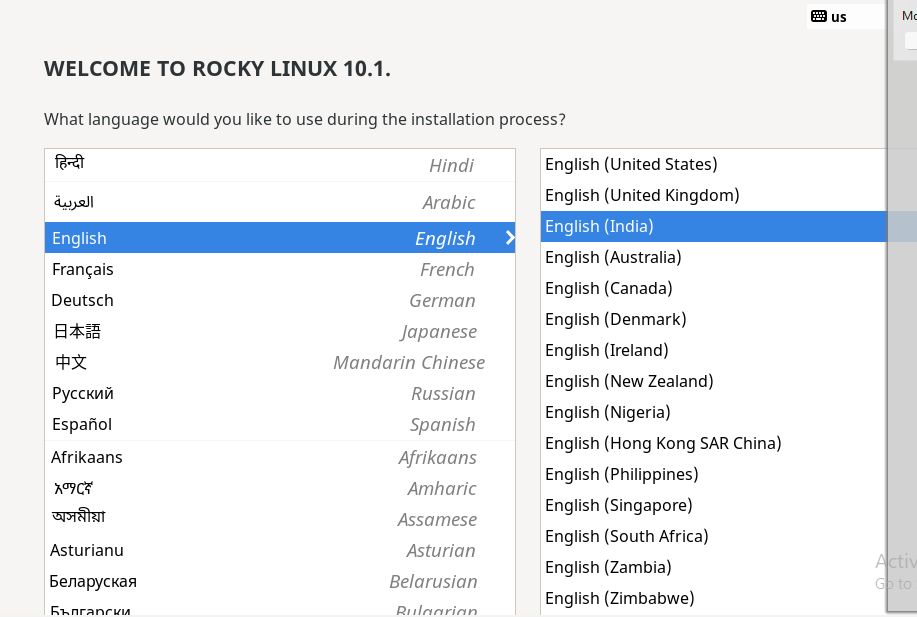 us
WELCOME TO ROCKY LINUX 10.1.
What language would you like to use during the installation process?
हिन्दी Hindi
العربية Arabic
English English
Français French
Deutsch German
日本語 Japanese
中文 Mandarin Chinese
Русский Russian
Español Spanish
Afrikaans Afrikaans
አማርኛ Amharic
অসমীয়া Assamese
Asturianu Asturian
Беларуская Belarusian
Български Bulgarian
English (United States)
English (United Kingdom)
English (India)
English (Australia)
English (Canada)
English (Denmark)
English (Ireland)
English (New Zealand)
English (Nigeria)
English (Hong Kong SAR China)
English (Philippines)
English (Singapore)
English (South Africa)
English (Zambia)
English (Zimbabwe)
Go to